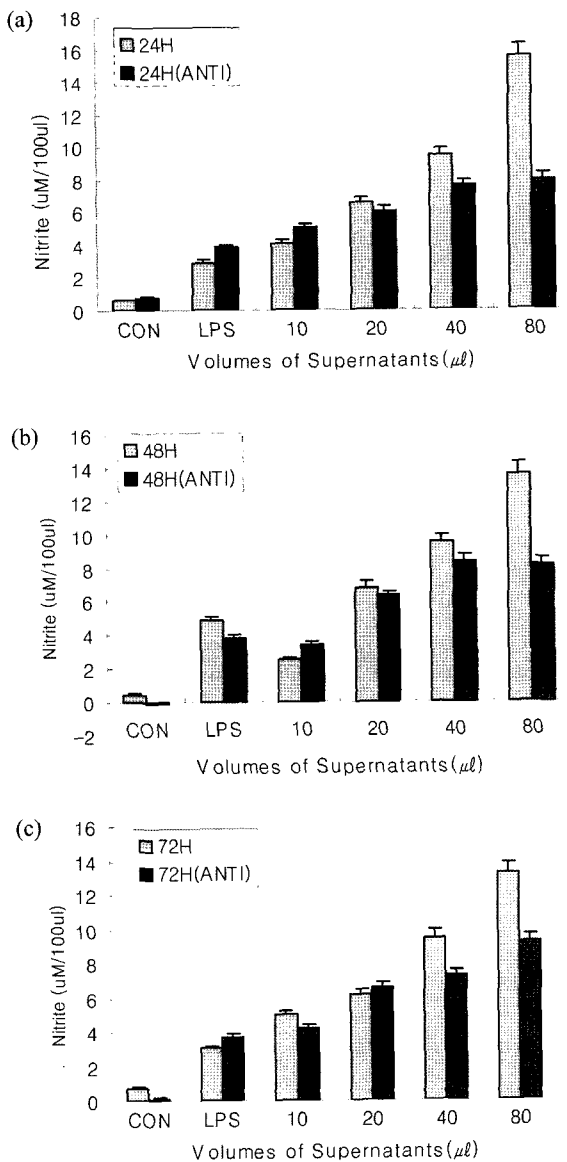 (a)
18
16
14
12
10
8
6
4
2
0
Nitrite (uM/100ul)
24H
24H(ANTI)
CON LPS 10 20 40 80
Volumes of Supernatants(μl)
(b)
16
14
12
10
8
6
4
2
0
-2
Nitrite (uM/100ul)
48H
48H(ANTI)
CON LPS 10 20 40 80
Volumes of Supernatants(μl)
(c)
16
14
12
10
8
6
4
2
0
Nitrite (uM/100ul)
72H
72H(ANTI)
CON LPS 10 20 40 80
Volumes of Supernatants(μl)